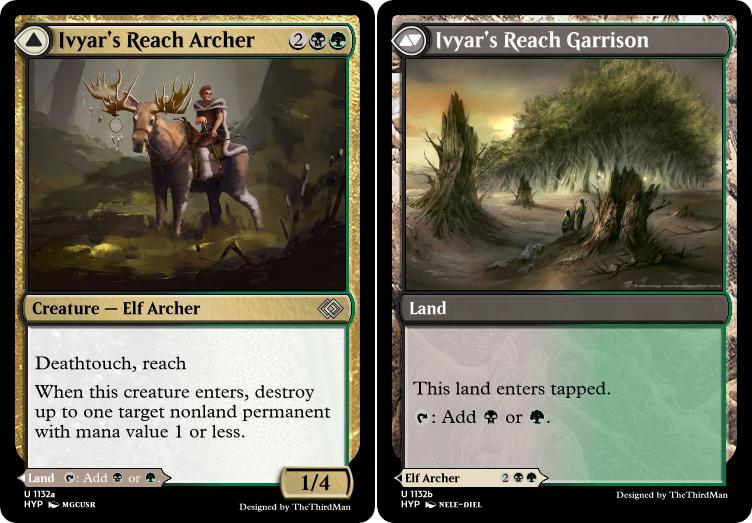 Ivyar's Reach Archer 2
Creature — Elf Archer
Deathtouch, reach
When this creature enters, destroy
up to one target nonland permanent
with mana value 1 or less.
Land : Add or .
1/4
U 1132a
HYP MGCUSR
Designed by TheThirdMan
Ivyar's Reach Garrison
Land
This land enters tapped.
: Add or .
Elf Archer 2
U 1132b
HYP NELE-DIEL
Designed by TheThirdMan